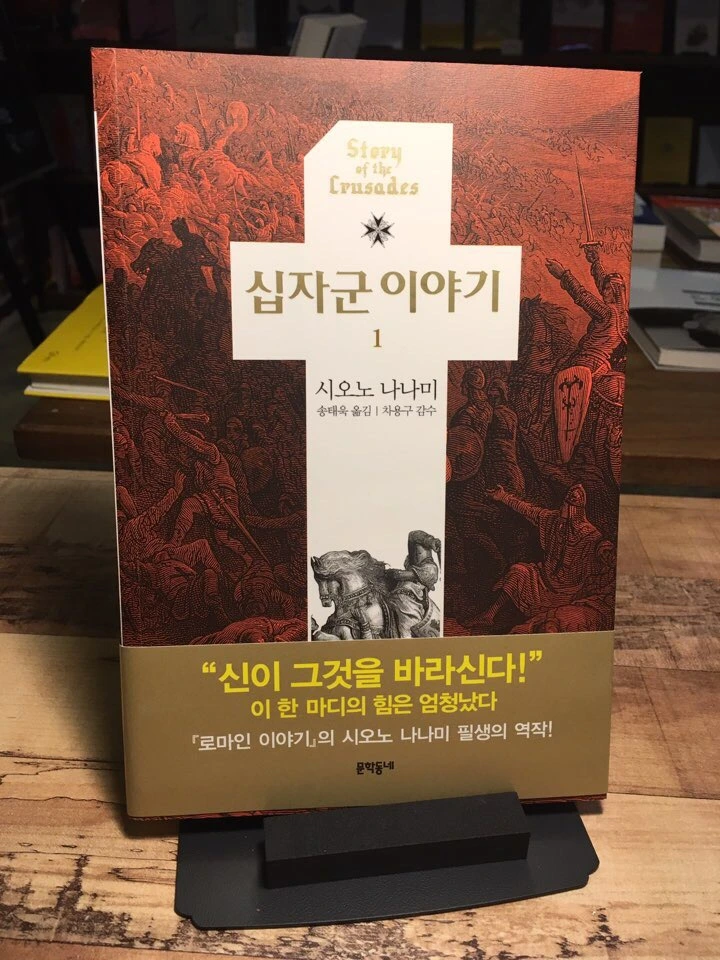 Story
of the
Crusades
십자군 이야기
1
시오노 나나미
송태욱 옮김 | 차용구 감수
“신이 그것을 바라신다!”
이 한 마디의 힘은 엄청났다
『로마인 이야기』의 시오노 나나미 필생의 역작!
문학동네